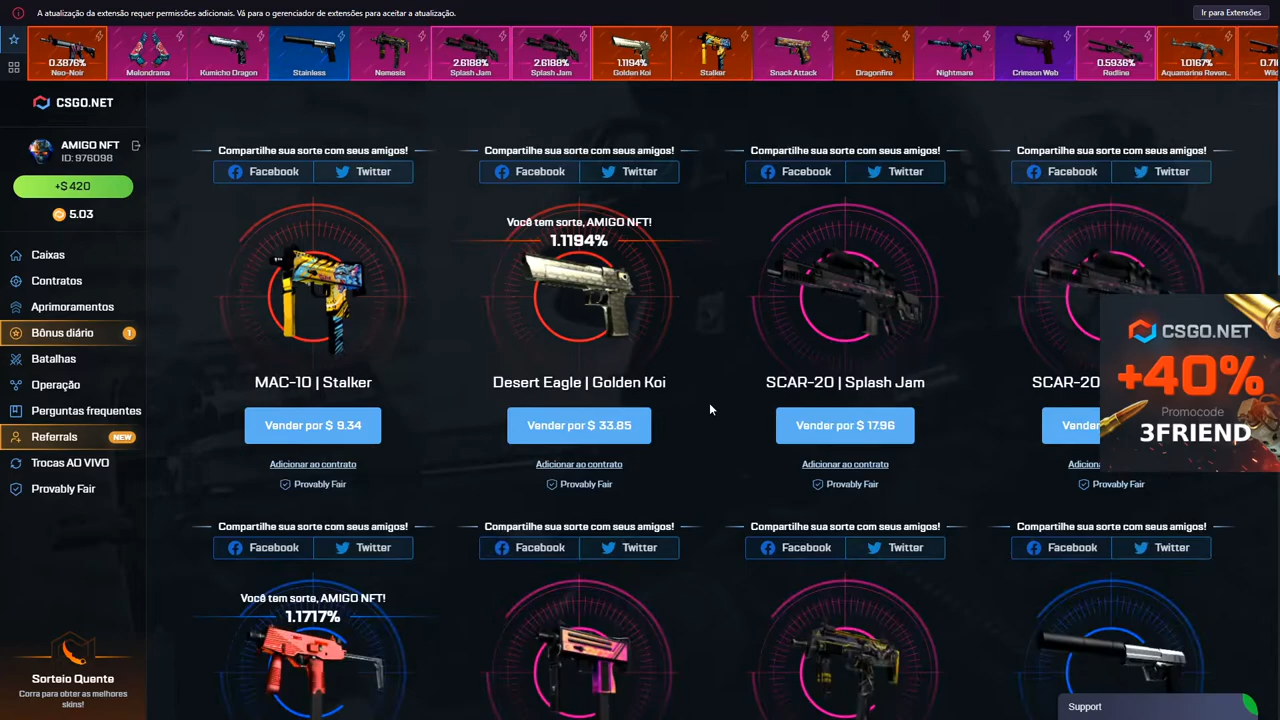 A atualização da extensão requer permissões adicionais. Vá para o gerenciador de extensões para aceitar a atualização.
Ir para Extensões
0.3876%
Neo-Noir
Melondrama
Kumicho Dragon
Stainless
Nemesis
2.6188%
Splash Jam
2.6188%
Splash Jam
1.1194%
Golden Koi
Stalker
Snack Attack
Dragonfire
Nightmare
Crimson Web
0.5936%
Redline
1.0167%
Aquamarine Reven...
CSGO.NET
AMIGO NFT
ID: 976098
+$ 420
5.03
Caixas
Contratos
Aprimoramentos
Bônus diário
1
Batalhas
Operação
Perguntas frequentes
Referrals
NEW
Trocas AO VIVO
Provably Fair
Sorteio Quente
Corra para obter as melhores
skins!
Compartilhe sua sorte com seus amigos!
Facebook
Twitter
MAC-10 | Stalker
Vender por $ 9.34
Adicionar ao contrato
Provably Fair
Compartilhe sua sorte com seus amigos!
Facebook
Twitter
Você tem sorte, AMIGO NFT!
1.1194%
Desert Eagle | Golden Koi
Vender por $ 33.85
Adicionar ao contrato
Provably Fair
Compartilhe sua sorte com seus amigos!
Facebook
Twitter
SCAR-20 | Splash Jam
Vender por $ 17.96
Adicionar ao contrato
Provably Fair
Compartilhe sua sorte com seus amigos!
Facebook
Twitter
SCAR-20
Provably Fair
CSGO.NET
+40%
Promocode
3FRIEND
Compartilhe sua sorte com seus amigos!
Facebook
Twitter
Você tem sorte, AMIGO NFT!
1.1717%
Compartilhe sua sorte com seus amigos!
Facebook
Twitter
Compartilhe sua sorte com seus amigos!
Facebook
Twitter
Compartilhe sua sorte com seus amigos!
Facebook
Twitter
Support